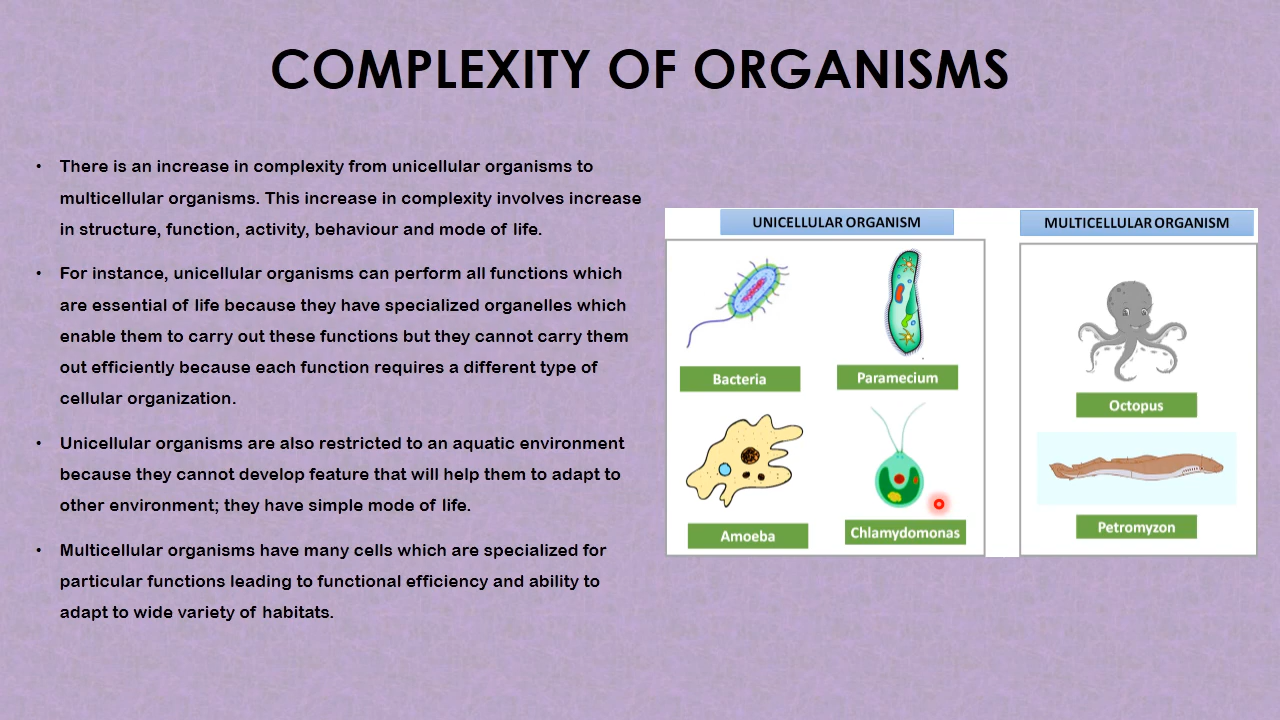 COMPLEXITY OF ORGANISMS
• There is an increase in complexity from unicellular organisms to
multicellular organisms. This increase in complexity involves increase
in structure, function, activity, behaviour and mode of life.
• For instance, unicellular organisms can perform all functions which
are essential of life because they have specialized organelles which
enable them to carry out these functions but they cannot carry them
out efficiently because each function requires a different type of
cellular organization.
• Unicellular organisms are also restricted to an aquatic environment
because they cannot develop feature that will help them to adapt to
other environment; they have simple mode of life.
• Multicellular organisms have many cells which are specialized for
particular functions leading to functional efficiency and ability to
adapt to wide variety of habitats.
UNICELLULAR ORGANISM
Bacteria
Paramecium
Amoeba
Chlamydomonas
MULTICELLULAR ORGANISM
Octopus
Petromyzon